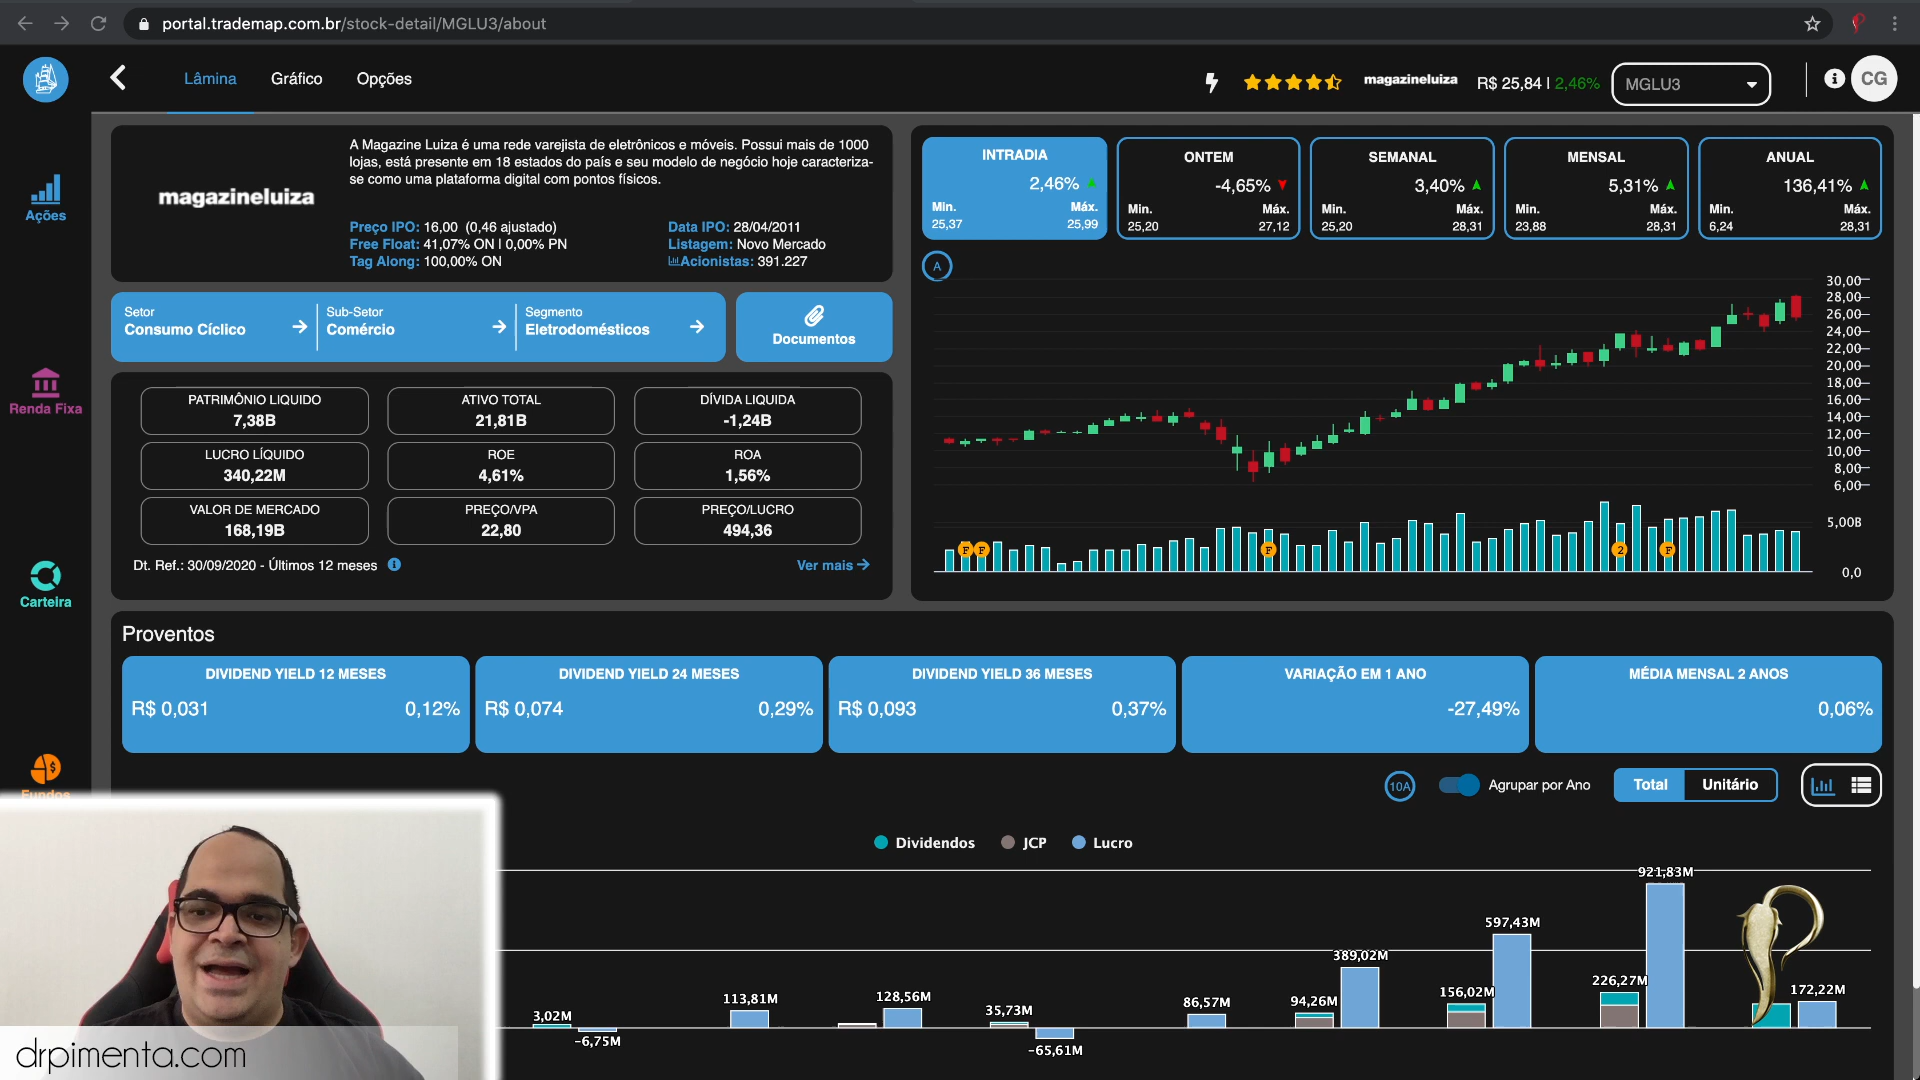 portal.trademap.com.br/stock-detail/MGLU3/about
Lâmina
Gráfico
Opções
magazineluiza
R$ 25,84 | 2,46%
MGLU3
CG
Ações
Renda Fixa
Carteira
Fundos
magazineluiza
A Magazine Luiza é uma rede varejista de eletrônicos e móveis. Possui mais de 1000
lojas, está presente em 18 estados do país e seu modelo de negócio hoje caracteriza-
se como uma plataforma digital com pontos físicos.
Preço IPO: 16,00 (0,46 ajustado)
Data IPO: 28/04/2011
Free Float: 41,07% ON | 0,00% PN
Listagem: Novo Mercado
Tag Along: 100,00% ON
Acionistas: 391.227
Setor
Consumo Cíclico
Sub-Setor
Comércio
Segmento
Eletrodomésticos
Documentos
PATRIMÔNIO LIQUIDO
7,38B
ATIVO TOTAL
21,81B
DÍVIDA LIQUIDA
-1,24B
LUCRO LÍQUIDO
340,22M
ROE
4,61%
ROA
1,56%
VALOR DE MERCADO
168,19B
PREÇO/VPA
22,80
PREÇO/LUCRO
494,36
Dt. Ref.: 30/09/2020 - Últimos 12 meses
Ver mais
INTRADIA
2,46%
Min.
Máx.
25,37
25,99
ONTEM
-4,65%
Min.
Máx.
25,20
27,12
SEMANAL
3,40%
Min.
Máx.
25,20
28,31
MENSAL
5,31%
Min.
Máx.
23,88
28,31
ANUAL
136,41%
Min.
Máx.
6,24
28,31
A
30,00
28,00
26,00
24,00
22,00
20,00
18,00
16,00
14,00
12,00
10,00
8,00
6,00
5,00B
F
F
F
2
F
0,0
Proventos
DIVIDEND YIELD 12 MESES
R$ 0,031
0,12%
DIVIDEND YIELD 24 MESES
R$ 0,074
0,29%
DIVIDEND YIELD 36 MESES
R$ 0,093
0,37%
VARIAÇÃO EM 1 ANO
-27,49%
MÉDIA MENSAL 2 ANOS
0,06%
10A
Agrupar por Ano
Total
Unitário
Dividendos
JCP
Lucro
3,02M
-6,75M
113,81M
128,56M
35,73M
-65,61M
86,57M
94,26M
389,02M
156,02M
597,43M
226,27M
921,83M
172,22M
drpimenta.com